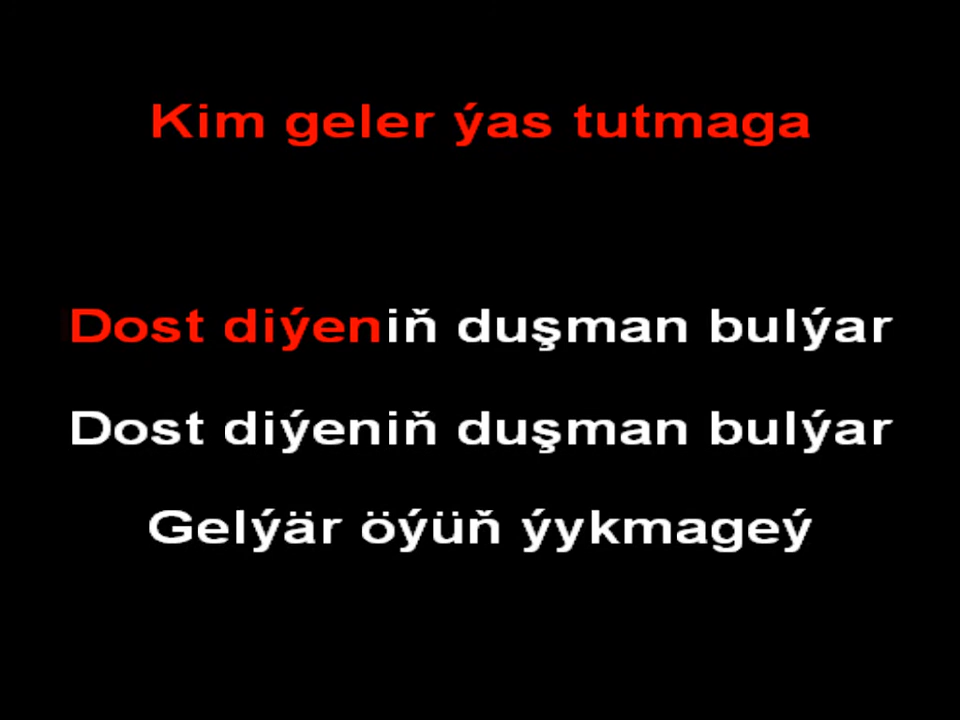 Kim geler ýas tutmaga
Dost diýeniň duşman bulýar
Dost diýeniň duşman bulýar
Gelýär öýüň ýykmageý